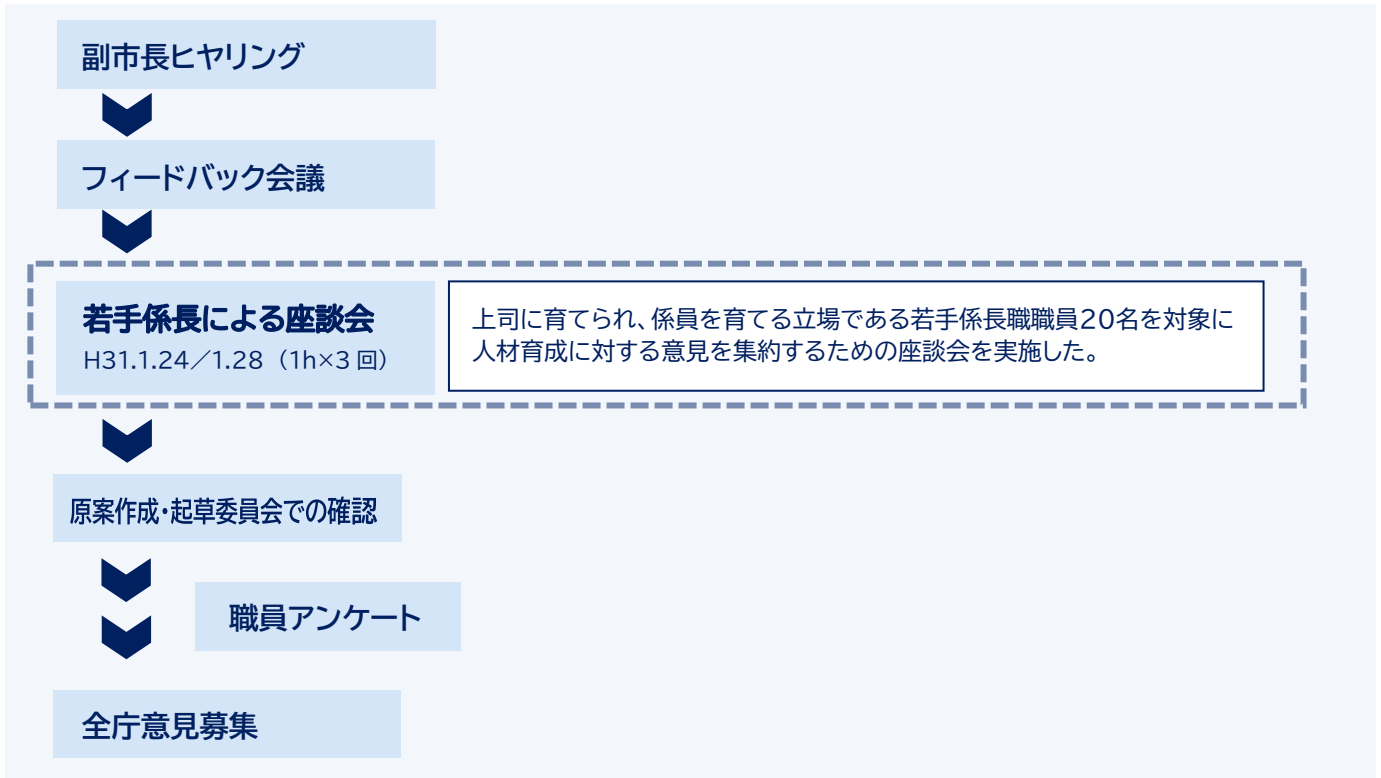 副市長ヒヤリング
フィードバック会議
若手係長による座談会
H31.1.24／1.28（1h×3回）
上司に育てられ、係員を育てる立場である若手係長職職員20名を対象に
人材育成に対する意見を集約するための座談会を実施した。
原案作成・起草委員会での確認
職員アンケート
全庁意見募集